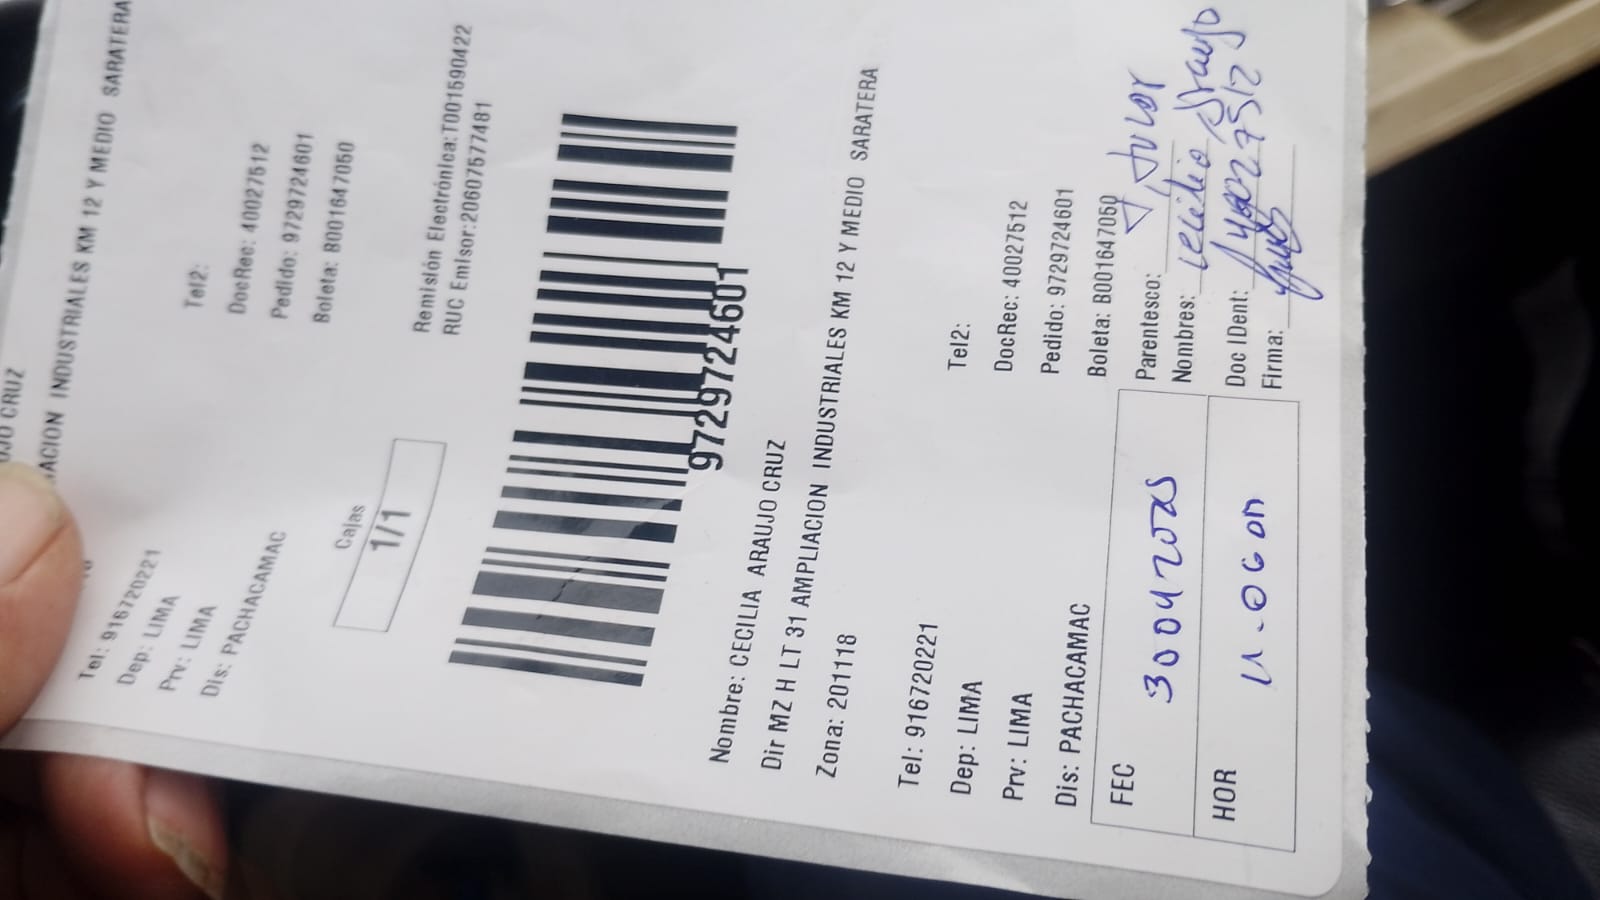 UJO CRUZ
ACION INDUSTRIALES KM 12 Y MEDIO SARATERA
Tel: 916720221
Tel2:
Dep: LIMA
DocRec: 40027512
Prv: LIMA
Pedido: 9729724601
Dis: PACHACAMAC
Boleta: B001647050
Cajas
1/1
Remisión Electrónica:T001590422
RUC Emisor:20607577481
9729724601
Nombre: CECILIA ARAUJO CRUZ
Dir MZ H LT 31 AMPLIACION INDUSTRIALES KM 12 Y MEDIO SARATERA
Zona: 201118
Tel: 916720221
Tel2:
Dep: LIMA
DocRec: 40027512
Prv: LIMA
Pedido: 9729724601
Dis: PACHACAMAC
Boleta: B001647050
FEC 30042025
Parentesco: Titular
Nombres: Cecilia Araujo
HOR
Doc IDent: 40027512
Firma: